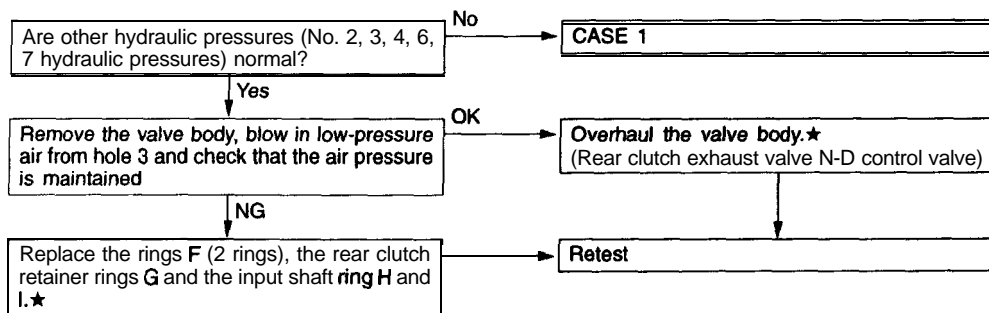 Are other hydraulic pressures (No. 2, 3, 4, 6,
7 hydraulic pressures) normal?
No
CASE 1
Yes
Remove the valve body, blow in low-pressure
air from hole 3 and check that the air pressure
is maintained
OK
Overhaul the valve body.★
(Rear clutch exhaust valve N-D control valve)
NG
Replace the rings F (2 rings), the rear clutch
retainer rings G and the input shaft ring H and
I.★
Retest